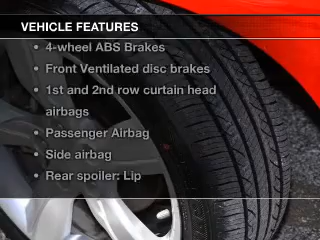 VEHICLE FEATURES
• 4-wheel ABS Brakes
• Front Ventilated disc brakes
• 1st and 2nd row curtain head
airbags
• Passenger Airbag
• Side airbag
• Rear spoiler: Lip